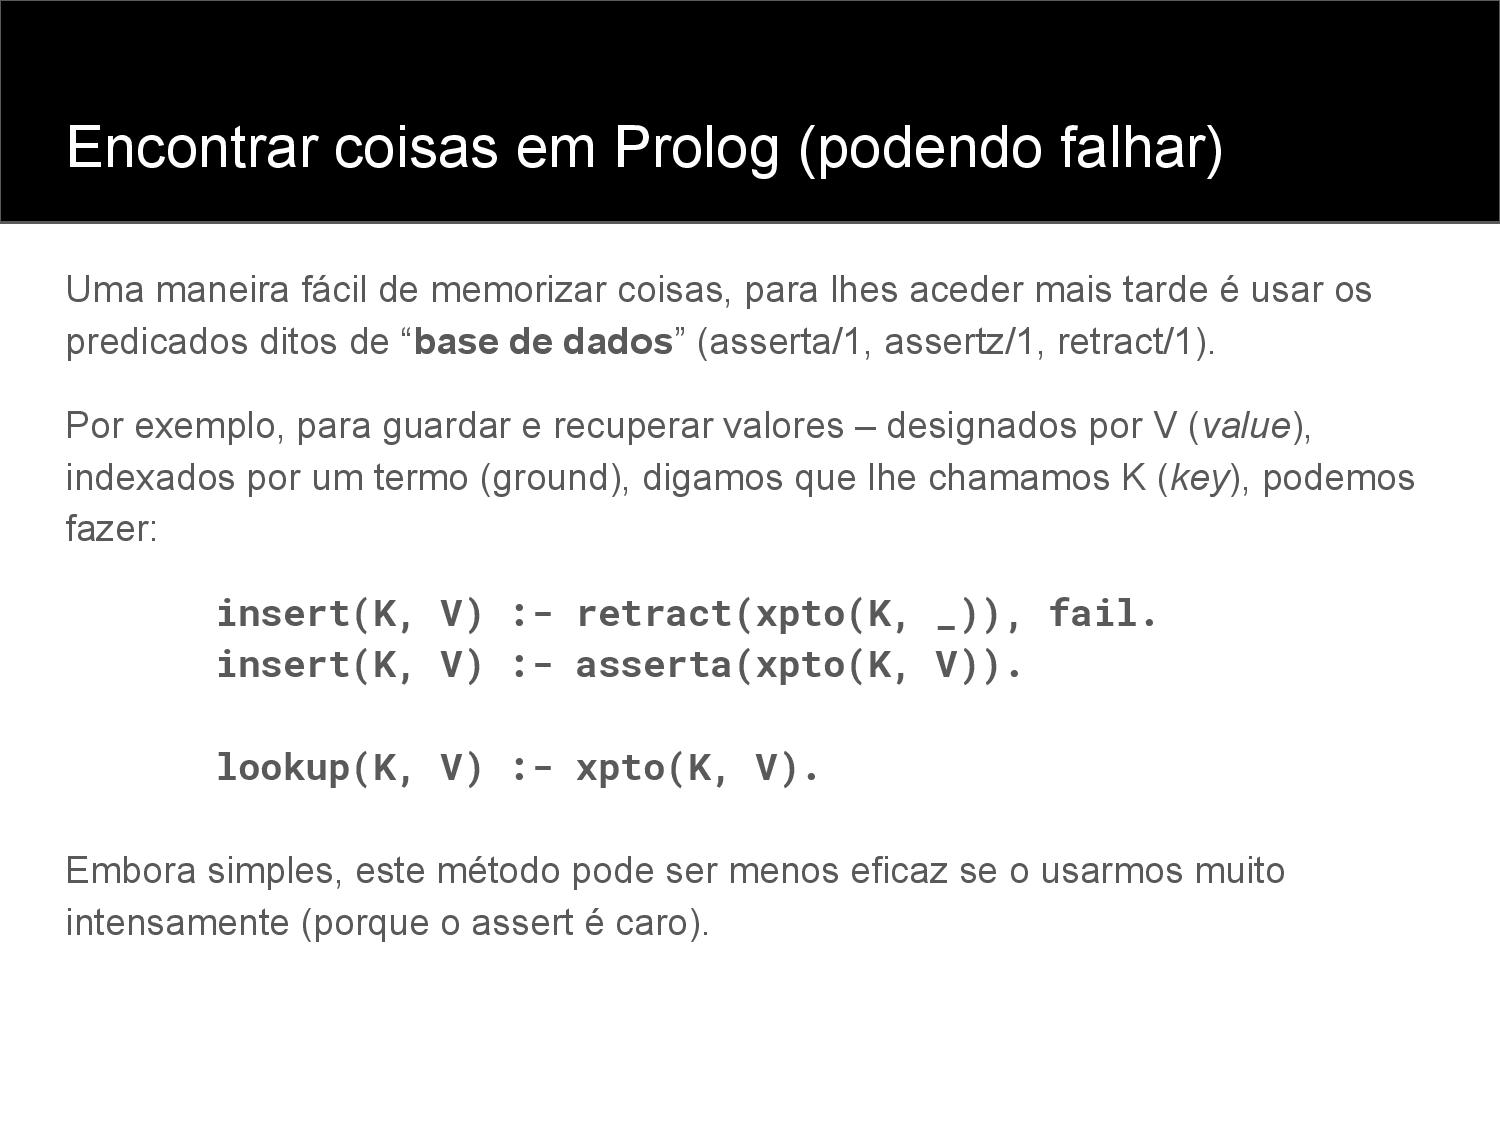 Encontrar coisas em Prolog (podendo falhar)
Uma maneira fácil de memorizar coisas, para lhes aceder mais tarde é usar os
predicados ditos de “base de dados” (asserta/1, assertz/1, retract/1).
Por exemplo, para guardar e recuperar valores – designados por V (value),
indexados por um termo (ground), digamos que lhe chamamos K (key), podemos
fazer:
insert(K, V) :- retract(xpto(K, _)), fail.
insert(K, V) :- asserta(xpto(K, V)).
lookup(K, V) :- xpto(K, V).
Embora simples, este método pode ser menos eficaz se o usarmos muito
intensamente (porque o assert é caro).